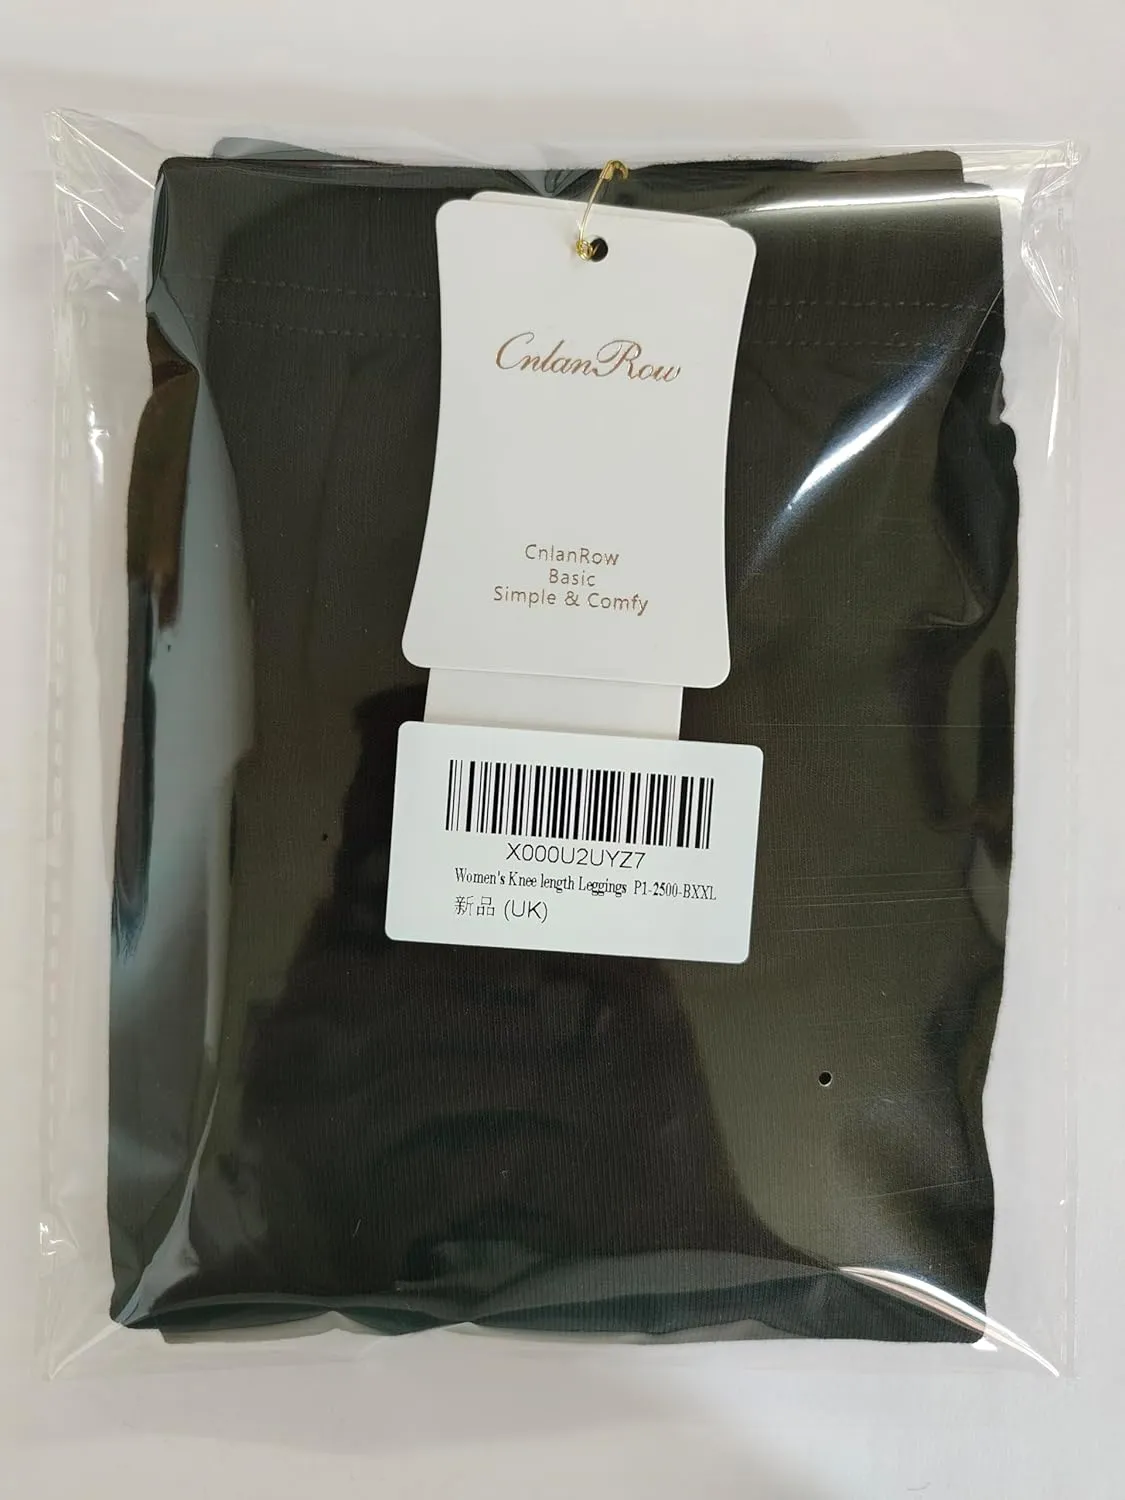 CnlanRow
CnlanRow
Basic
Simple & Comfy
X000U2UYZ7
Women's Knee length Leggings P1-2500-BXXL
新品 (UK)